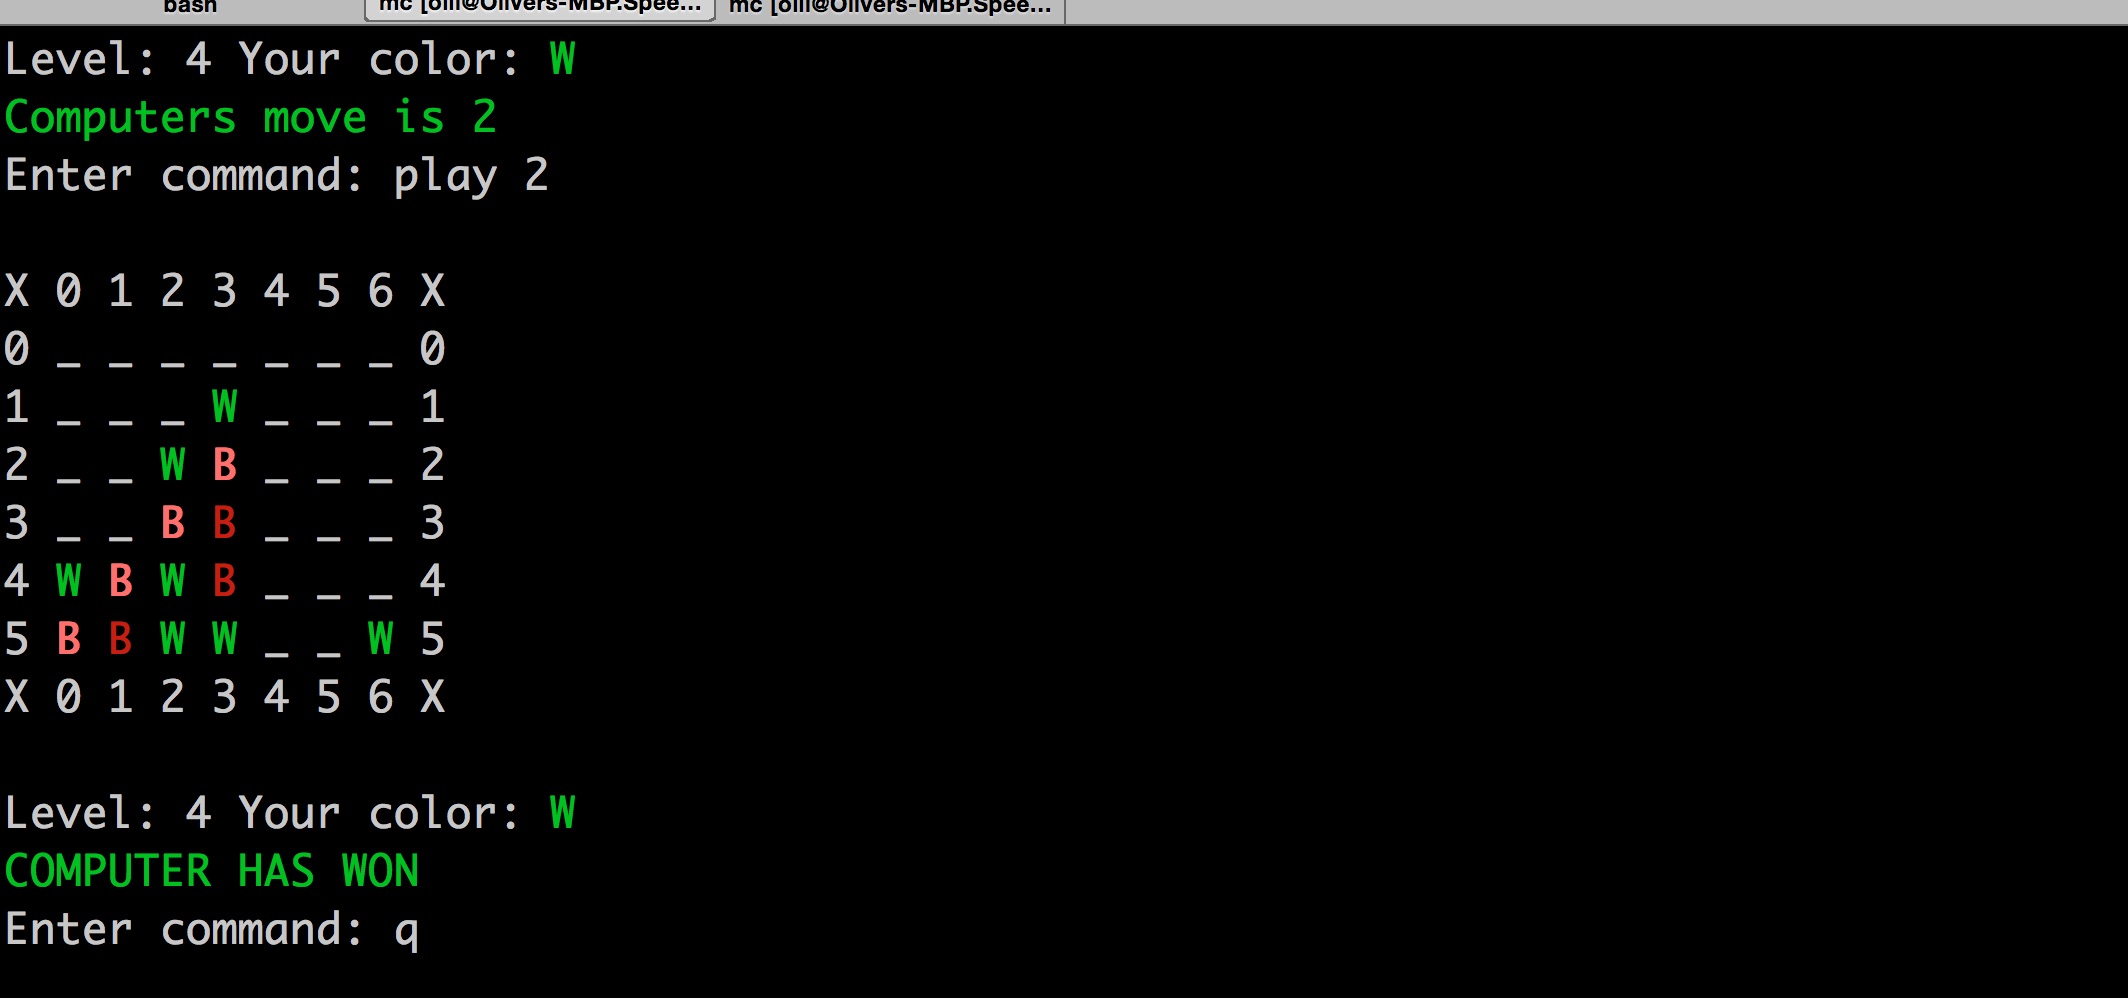 bash mc [olli@Olivers-MBP.Spee... mc [olli@Olivers-MBP.Spee...
Level: 4 Your color: W
Computers move is 2
Enter command: play 2
X 0 1 2 3 4 5 6 X
0 _ _ _ _ _ _ _ 0
1 _ _ _ W _ _ _ 1
2 _ _ W B _ _ _ 2
3 _ _ B B _ _ _ 3
4 W B W B _ _ _ 4
5 B B W W _ _ W 5
X 0 1 2 3 4 5 6 X
Level: 4 Your color: W
COMPUTER HAS WON
Enter command: q